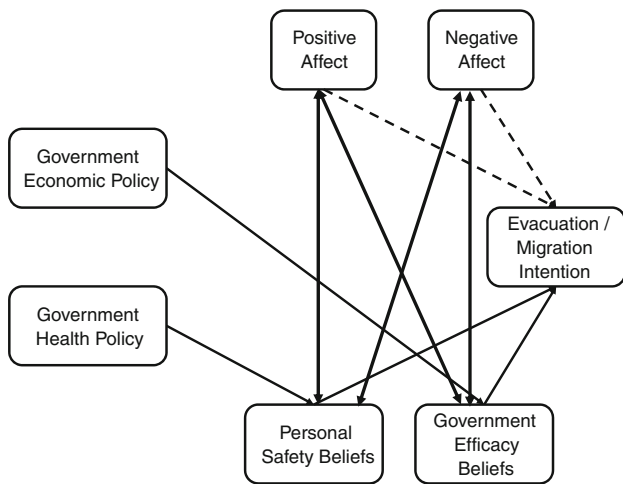 Positive
Affect
Negative
Affect
Government
Economic Policy
Evacuation /
Migration
Intention
Government
Health Policy
Personal
Safety Beliefs
Government
Efficacy
Beliefs